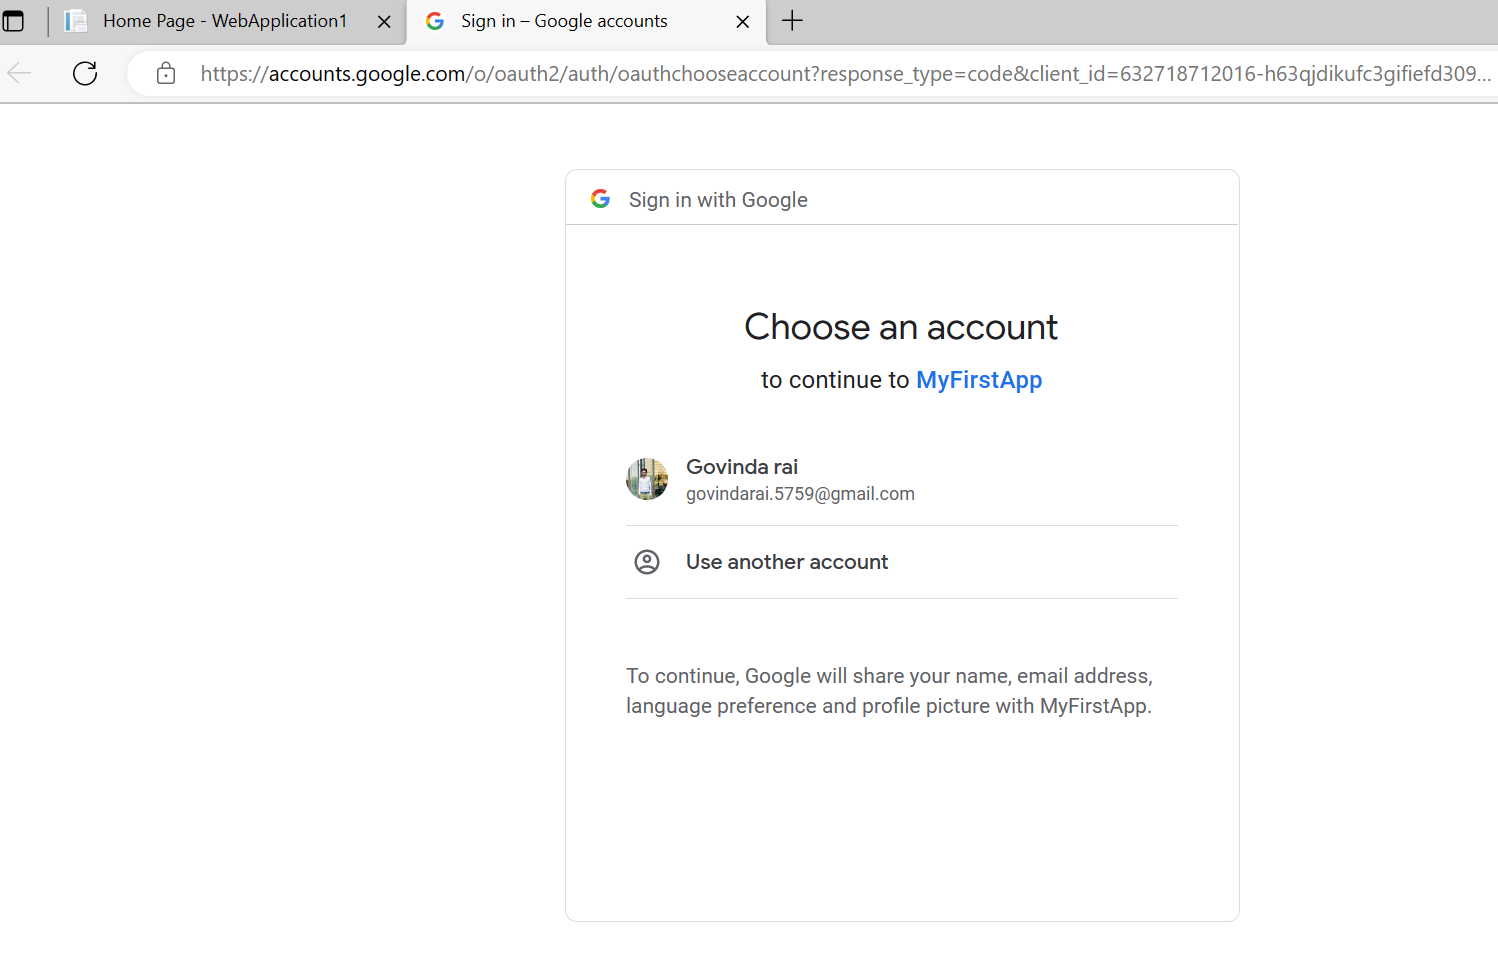 Home Page - WebApplication1
Sign in – Google accounts
https://accounts.google.com/o/oauth2/auth/oauthchooseaccount?response_type=code&client_id=632718712016-h63qjdikufc3gifiefd309...
Sign in with Google
Choose an account
to continue to MyFirstApp
Govinda rai
govindarai.5759@gmail.com
Use another account
To continue, Google will share your name, email address,
language preference and profile picture with MyFirstApp.